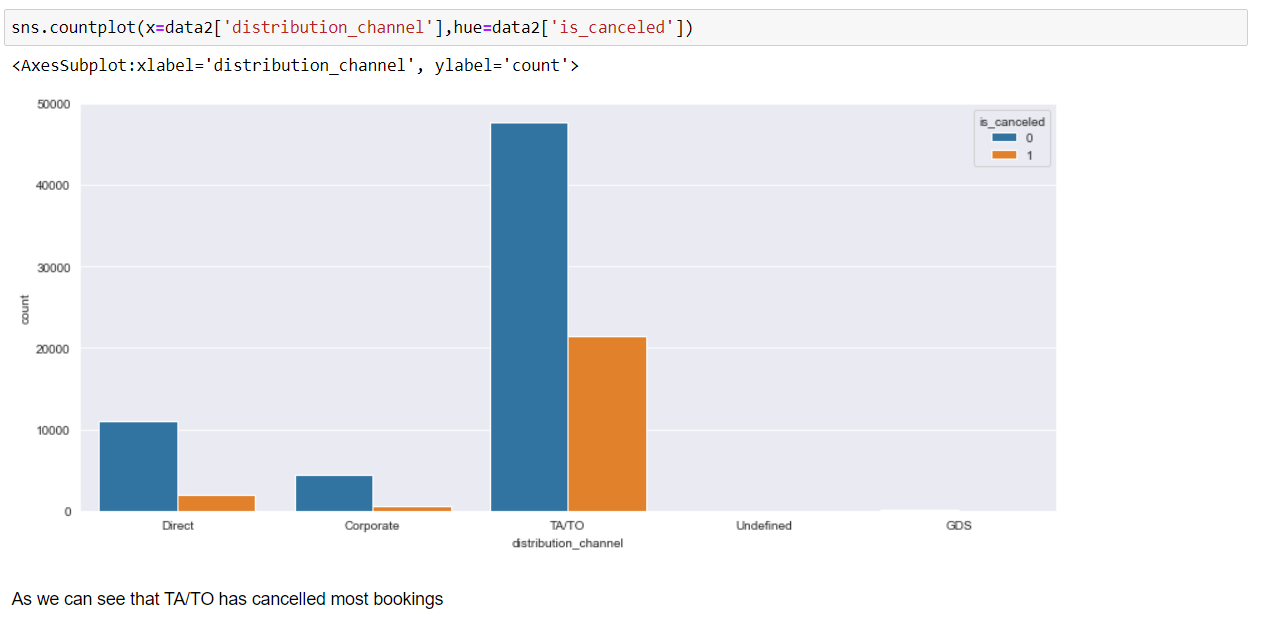 sns.countplot(x=data2['distribution_channel'],hue=data2['is_canceled'])
<AxesSubplot:xlabel='distribution_channel', ylabel='count'>
50000
40000
30000
20000
10000
0
count
is_canceled
0
1
Direct Corporate TA/TO Undefined GDS
distribution_channel
As we can see that TA/TO has cancelled most bookings